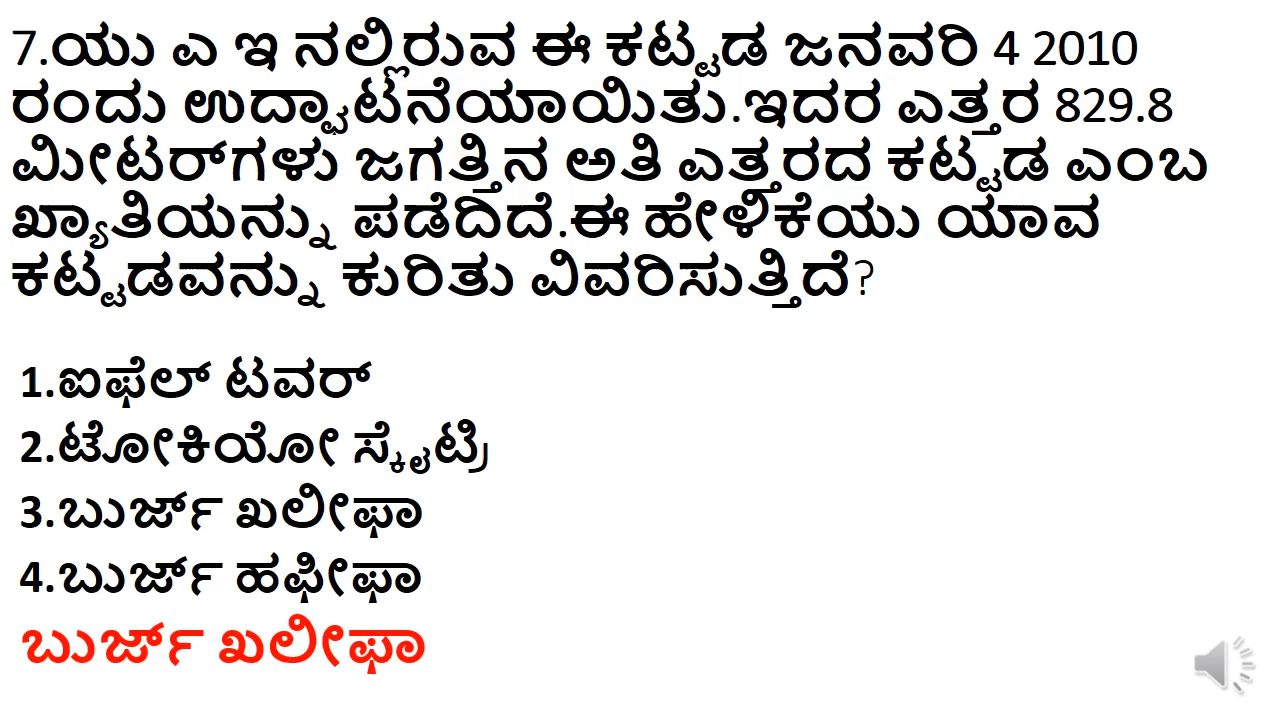 7.ಯು ಎ ಇ ನಲ್ಲಿರುವ ಈ ಕಟ್ಟಡ ಜನವರಿ 4 2010
ರಂದು ಉದ್ಘಾಟನೆಯಾಯಿತು.ಇದರ ಎತ್ತರ 829.8
ಮೀಟರ್‌ಗಳು ಜಗತ್ತಿನ ಅತಿ ಎತ್ತರದ ಕಟ್ಟಡ ಎಂಬ
ಖ್ಯಾತಿಯನ್ನು ಪಡೆದಿದೆ.ಈ ಹೇಳಿಕೆಯು ಯಾವ
ಕಟ್ಟಡವನ್ನು ಕುರಿತು ವಿವರಿಸುತ್ತಿದೆ?
1.ಐಫೆಲ್ ಟವರ್
2.ಟೋಕಿಯೋ ಸ್ಕೈಟ್ರಿ
3.ಬುರ್ಜ್ ಖಲೀಫಾ
4.ಬುರ್ಜ್ ಹಫೀಫಾ
ಬುರ್ಜ್ ಖಲೀಫಾ